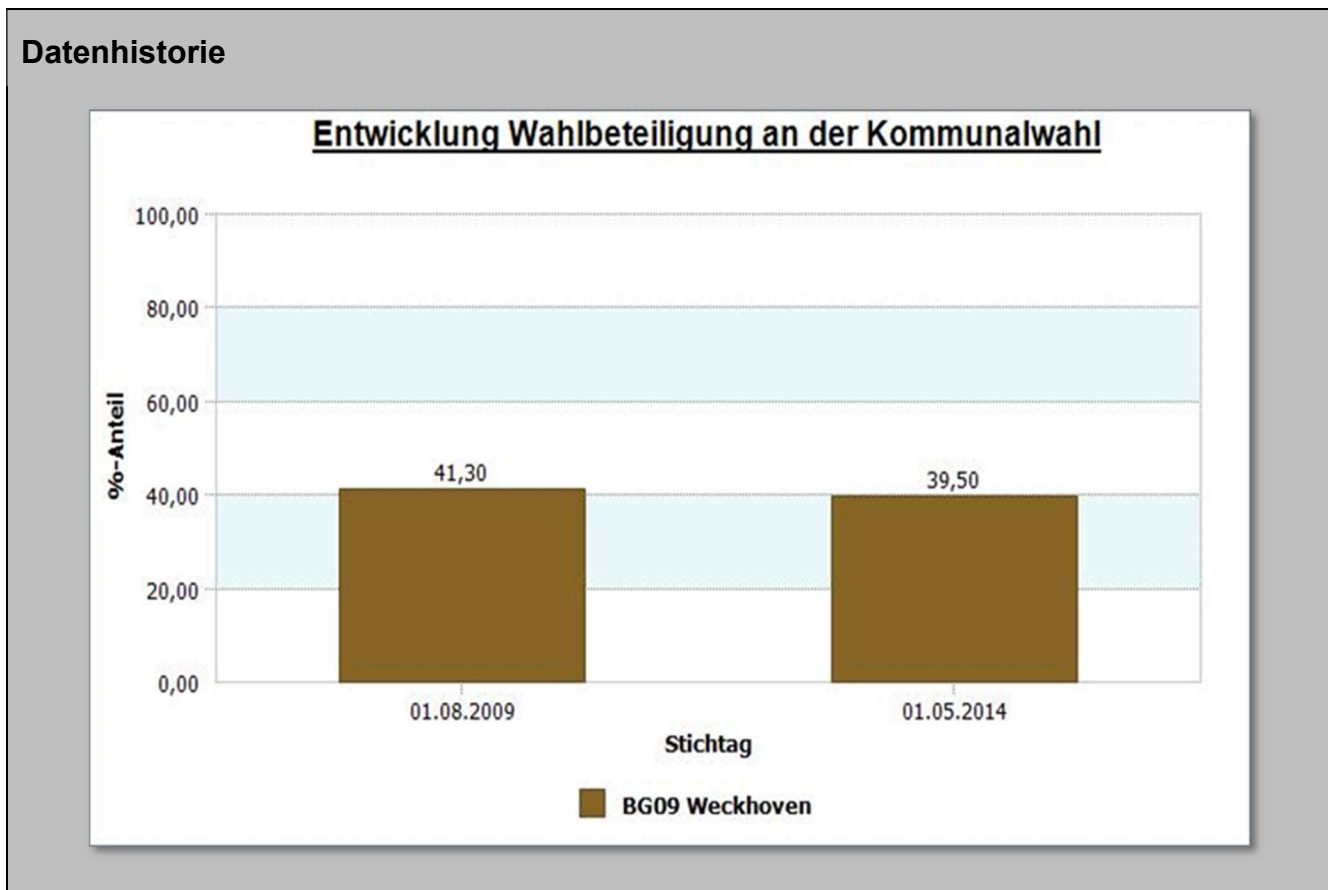 Datenhistorie
Entwicklung Wahlbeteiligung an der Kommunalwahl
100,00
80,00
60,00
40,00
20,00
0,00
%-Anteil
41,30
39,50
01.08.2009
01.05.2014
Stichtag
BG09 Weckhoven